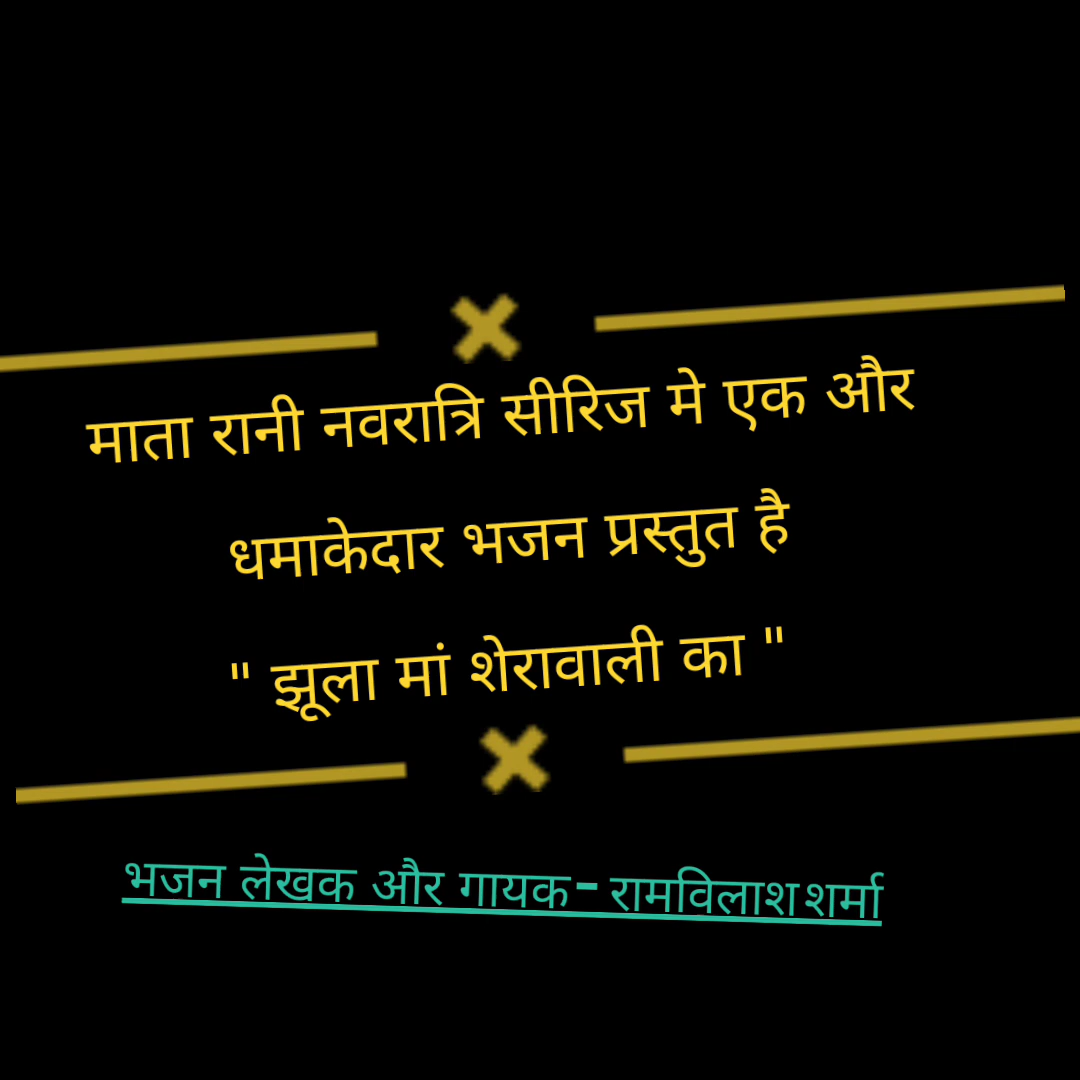 माता रानी नवरात्रि सीरिज मे एक और
धमाकेदार भजन प्रस्तुत है
" झूला मां शेरावाली का "
भजन लेखक और गायक- रामविलाश शर्मा